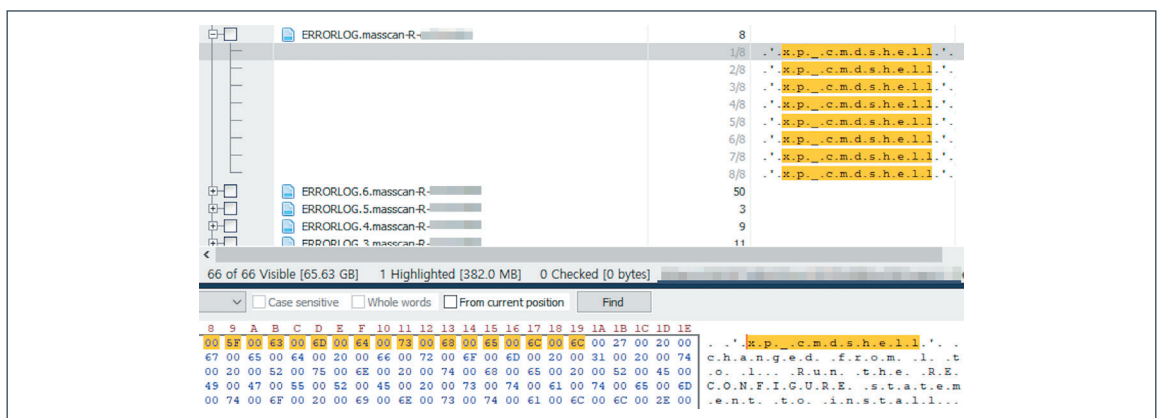 ERRORLOG.masscan-R- 8
1/8 .'.x.p._.c.m.d.s.h.e.l.l.'.
2/8 .'.x.p._.c.m.d.s.h.e.l.l.'.
3/8 .'.x.p._.c.m.d.s.h.e.l.l.'.
4/8 .'.x.p._.c.m.d.s.h.e.l.l.'.
5/8 .'.x.p._.c.m.d.s.h.e.l.l.'.
6/8 .'.x.p._.c.m.d.s.h.e.l.l.'.
7/8 .'.x.p._.c.m.d.s.h.e.l.l.'.
8/8 .'.x.p._.c.m.d.s.h.e.l.l.'.
ERRORLOG.6.masscan-R- 50
ERRORLOG.5.masscan-R- 3
ERRORLOG.4.masscan-R- 9
ERRORLOG.3.masscan-R- 11
66 of 66 Visible [65.63 GB] 1 Highlighted [382.0 MB] 0 Checked [0 bytes]
Case sensitive Whole words From current position Find
8 9 A B C D E F 10 11 12 13 14 15 16 17 18 19 1A 1B 1C 1D 1E
00 5F 00 63 00 6D 00 64 00 73 00 68 00 65 00 6C 00 6C 00 27 00 20 00 . .'.x.p._.c.m.d.s.h.e.l.l.'. .
67 00 65 00 64 00 20 00 66 00 72 00 6F 00 6D 00 20 00 31 00 20 00 74 c.h.a.n.g.e.d. .f.r.o.m. .1. .t
00 20 00 52 00 75 00 6E 00 20 00 74 00 68 00 65 00 20 00 52 00 45 00 .o. .1... .R.u.n. .t.h.e. .R.E.
49 00 47 00 55 00 52 00 45 00 20 00 73 00 74 00 61 00 74 00 65 00 6D C.O.N.F.I.G.U.R.E. .s.t.a.t.e.m
00 74 00 6F 00 20 00 69 00 6E 00 73 00 74 00 61 00 6C 00 6C 00 2E 00 .e.n.t. .t.o. .i.n.s.t.a.l.l...